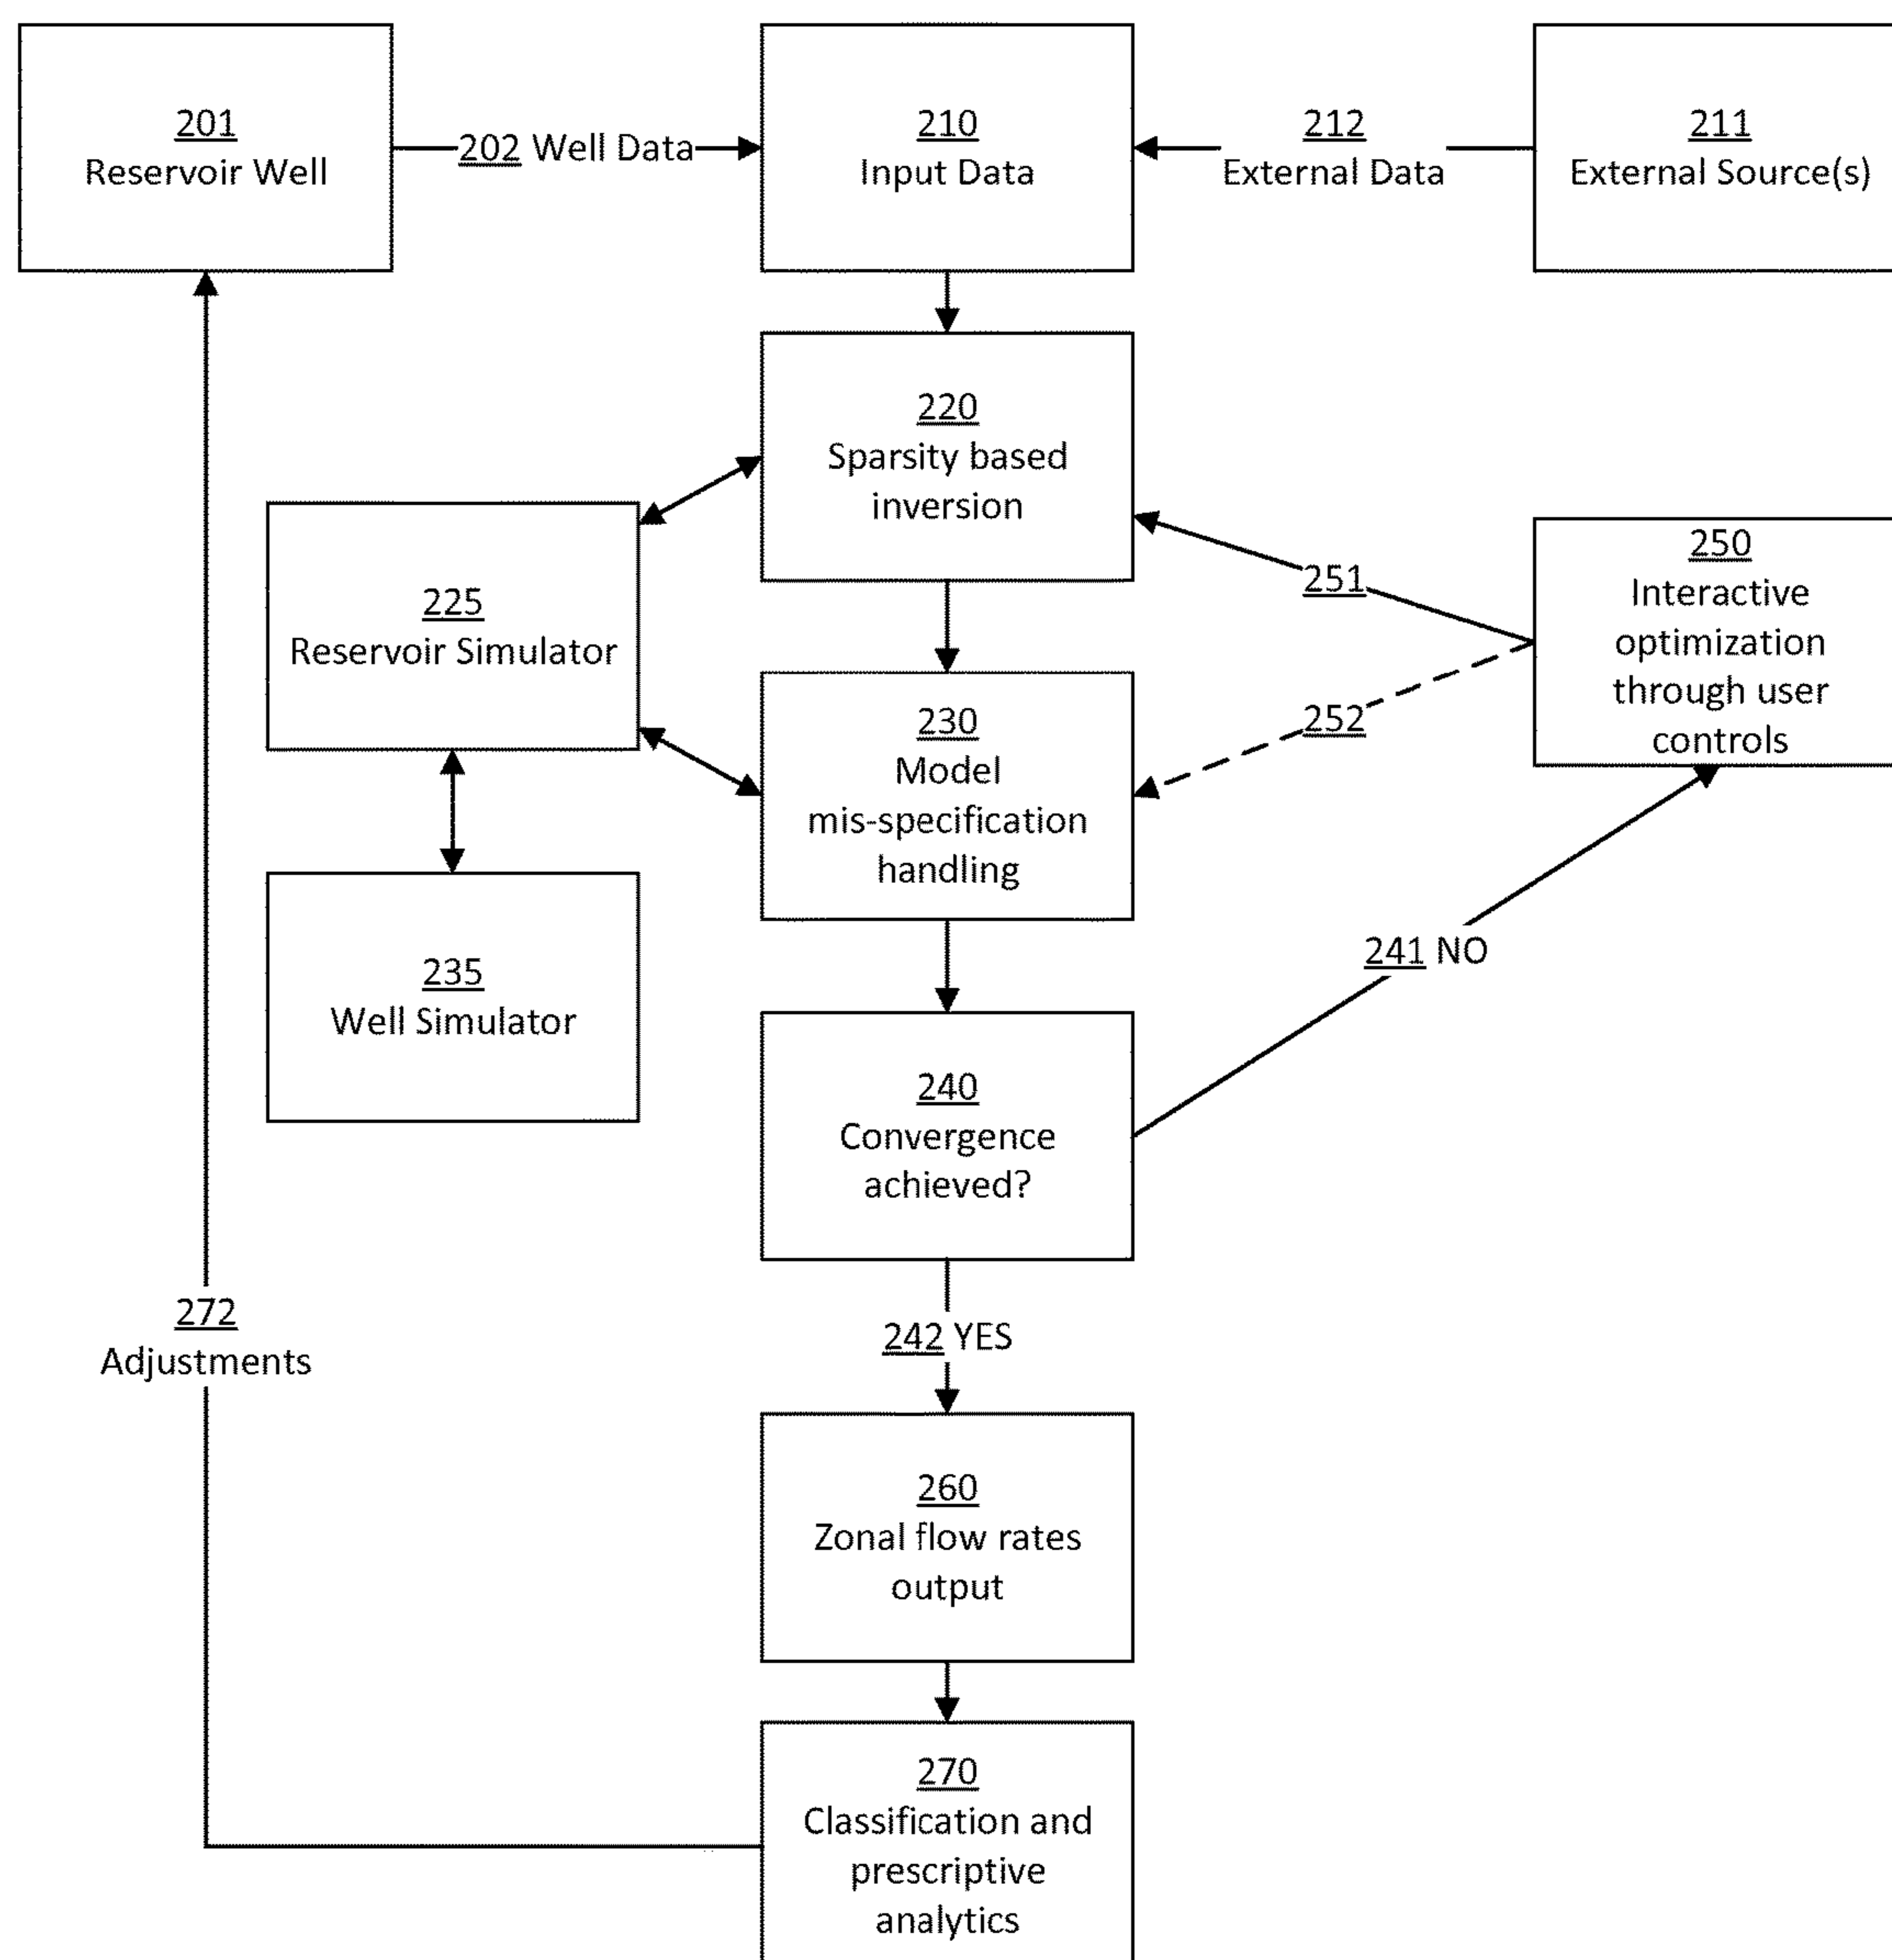 201
Reservoir Well
202 Well Data
210
Input Data
212
External Data
211
External Source(s)
220
Sparsity based
inversion
225
Reservoir Simulator
251
250
Interactive
optimization
through user
controls
252
230
Model
mis-specification
handling
235
Well Simulator
241 NO
240
Convergence
achieved?
272
Adjustments
242 YES
260
Zonal flow rates
output
270
Classification and
prescriptive
analytics